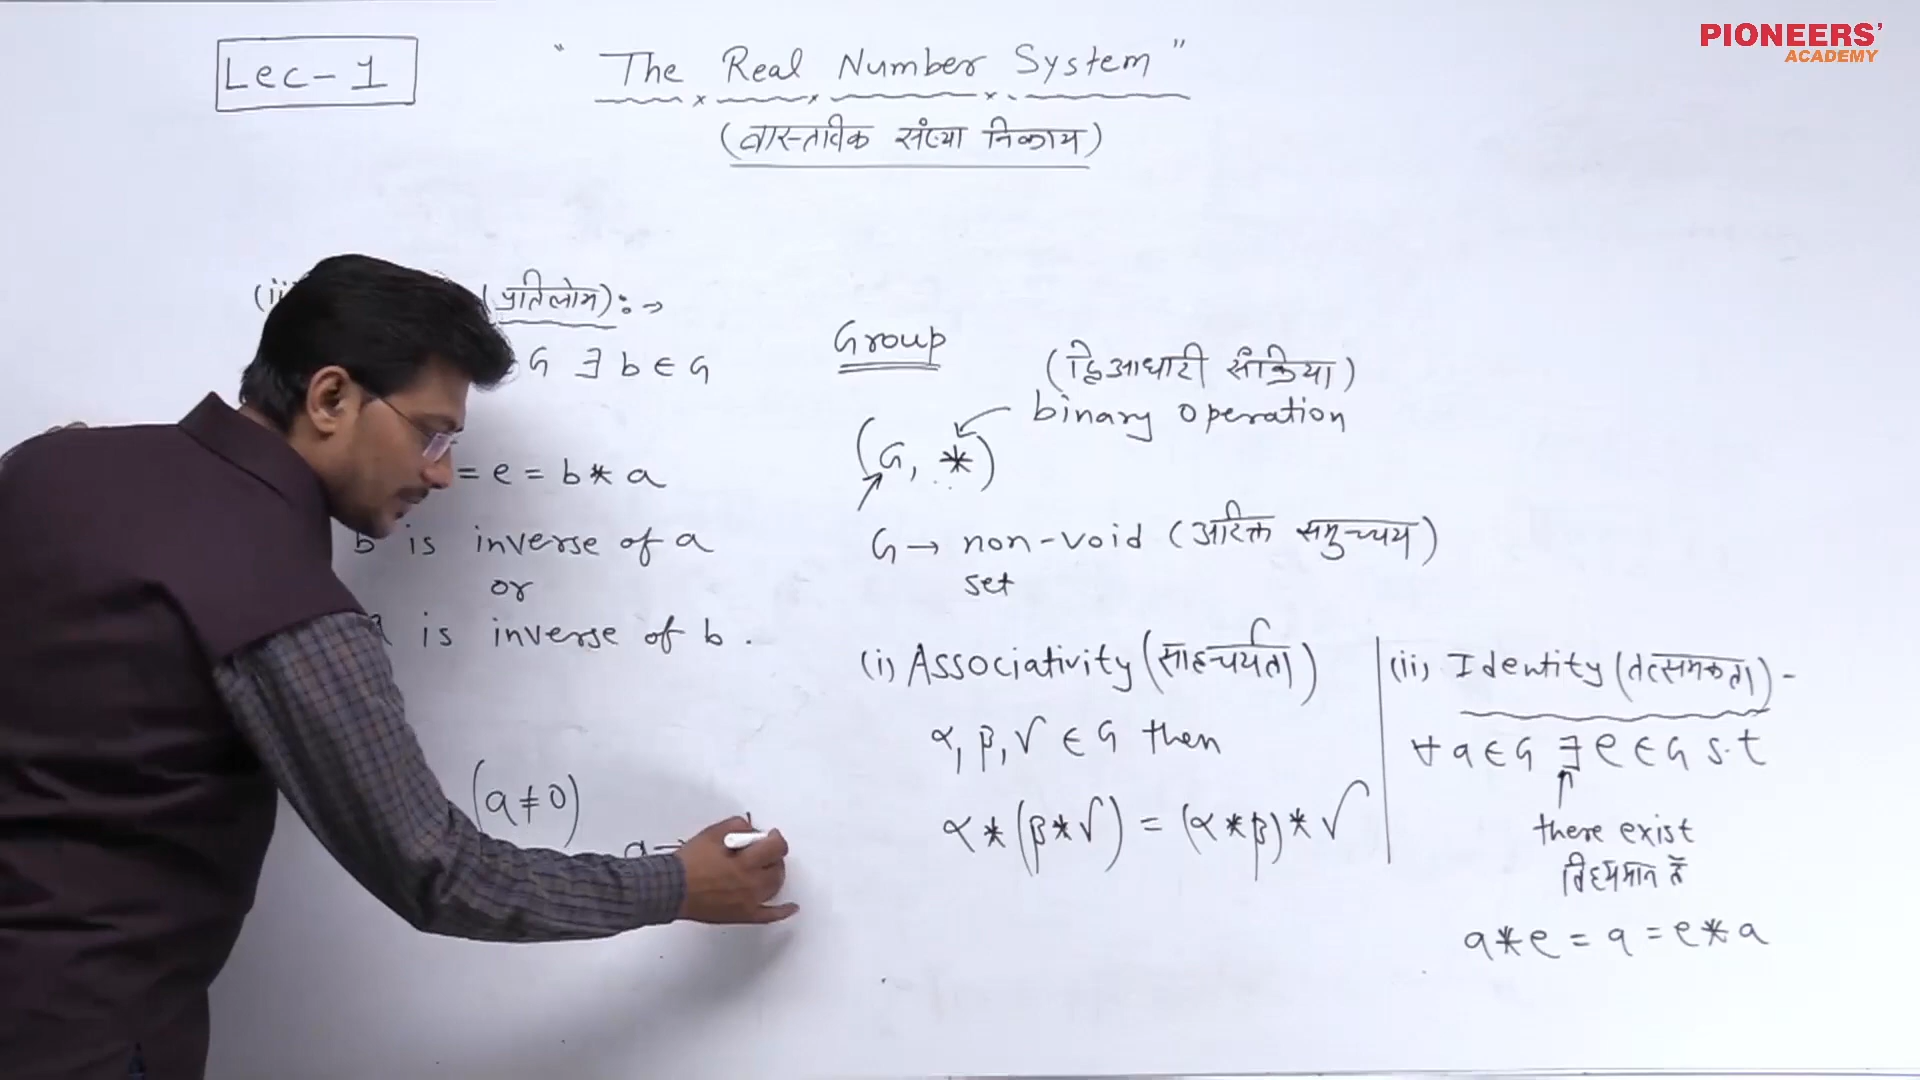 PIONEERS'
ACADEMY
Lec-1
" The Real Number System "
(वास्तविक संख्या निकाय)
(प्रतिलोम) : →
G ∃ b ∈ G
= e = b * a
b is inverse of a
or
a is inverse of b .
(a ≠ 0)
a →
Group
(द्विआधारी संक्रिया)
binary operation
(G, *)
G → non-void (अरिक्त समुच्चय)
set
(i) Associativity (साहचर्यता)
α, β, γ ∈ G then
α * (β * γ) = (α * β) * γ
(ii) Identity (तत्समकता) -
∀ a ∈ G ∃ e ∈ G s.t
there exist
a * e = a = e * a